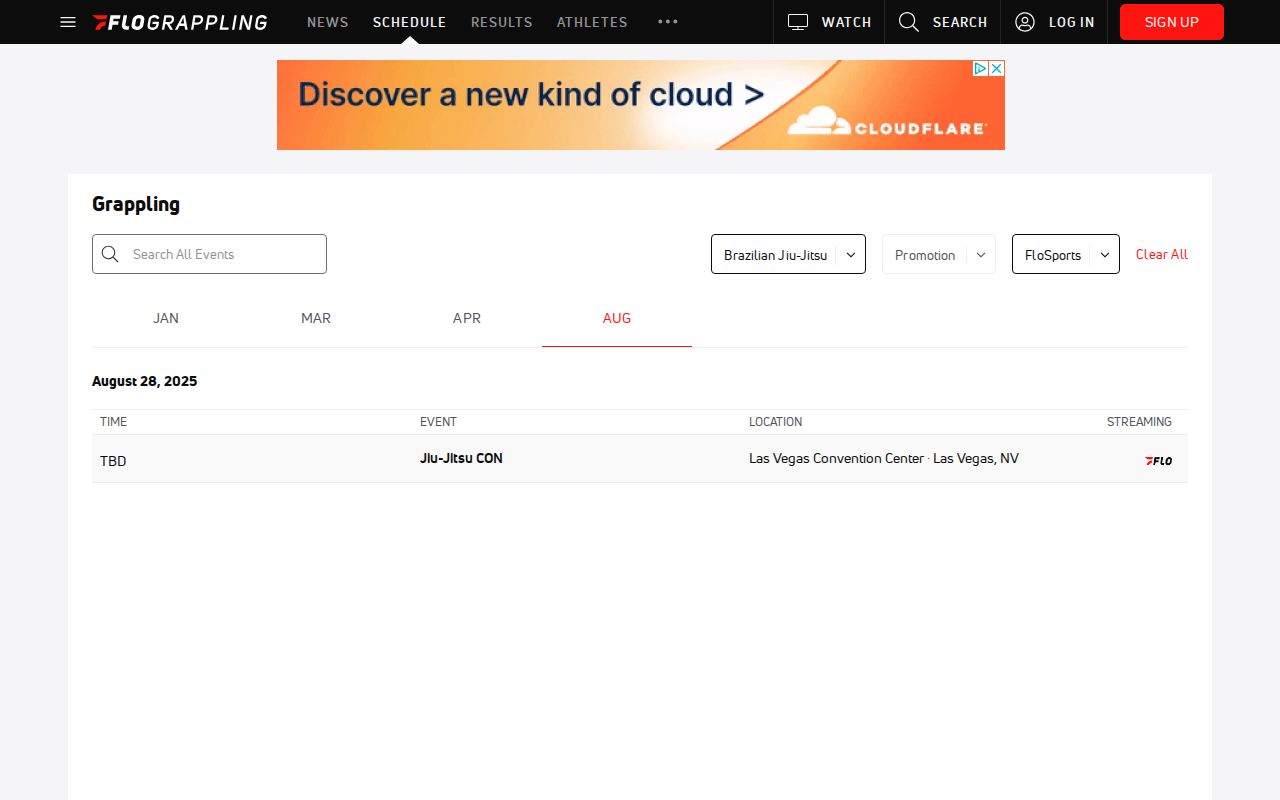 FLOGRAPPLING NEWS SCHEDULE RESULTS ATHLETES WATCH SEARCH LOG IN SIGN UP
Discover a new kind of cloud >
CLOUDFLARE
Grappling
Search All Events Brazilian Jiu-Jitsu Promotion FloSports Clear All
JAN MAR APR AUG
August 28, 2025
TIME EVENT LOCATION STREAMING
TBD Jiu-Jitsu CON Las Vegas Convention Center · Las Vegas, NV FLO